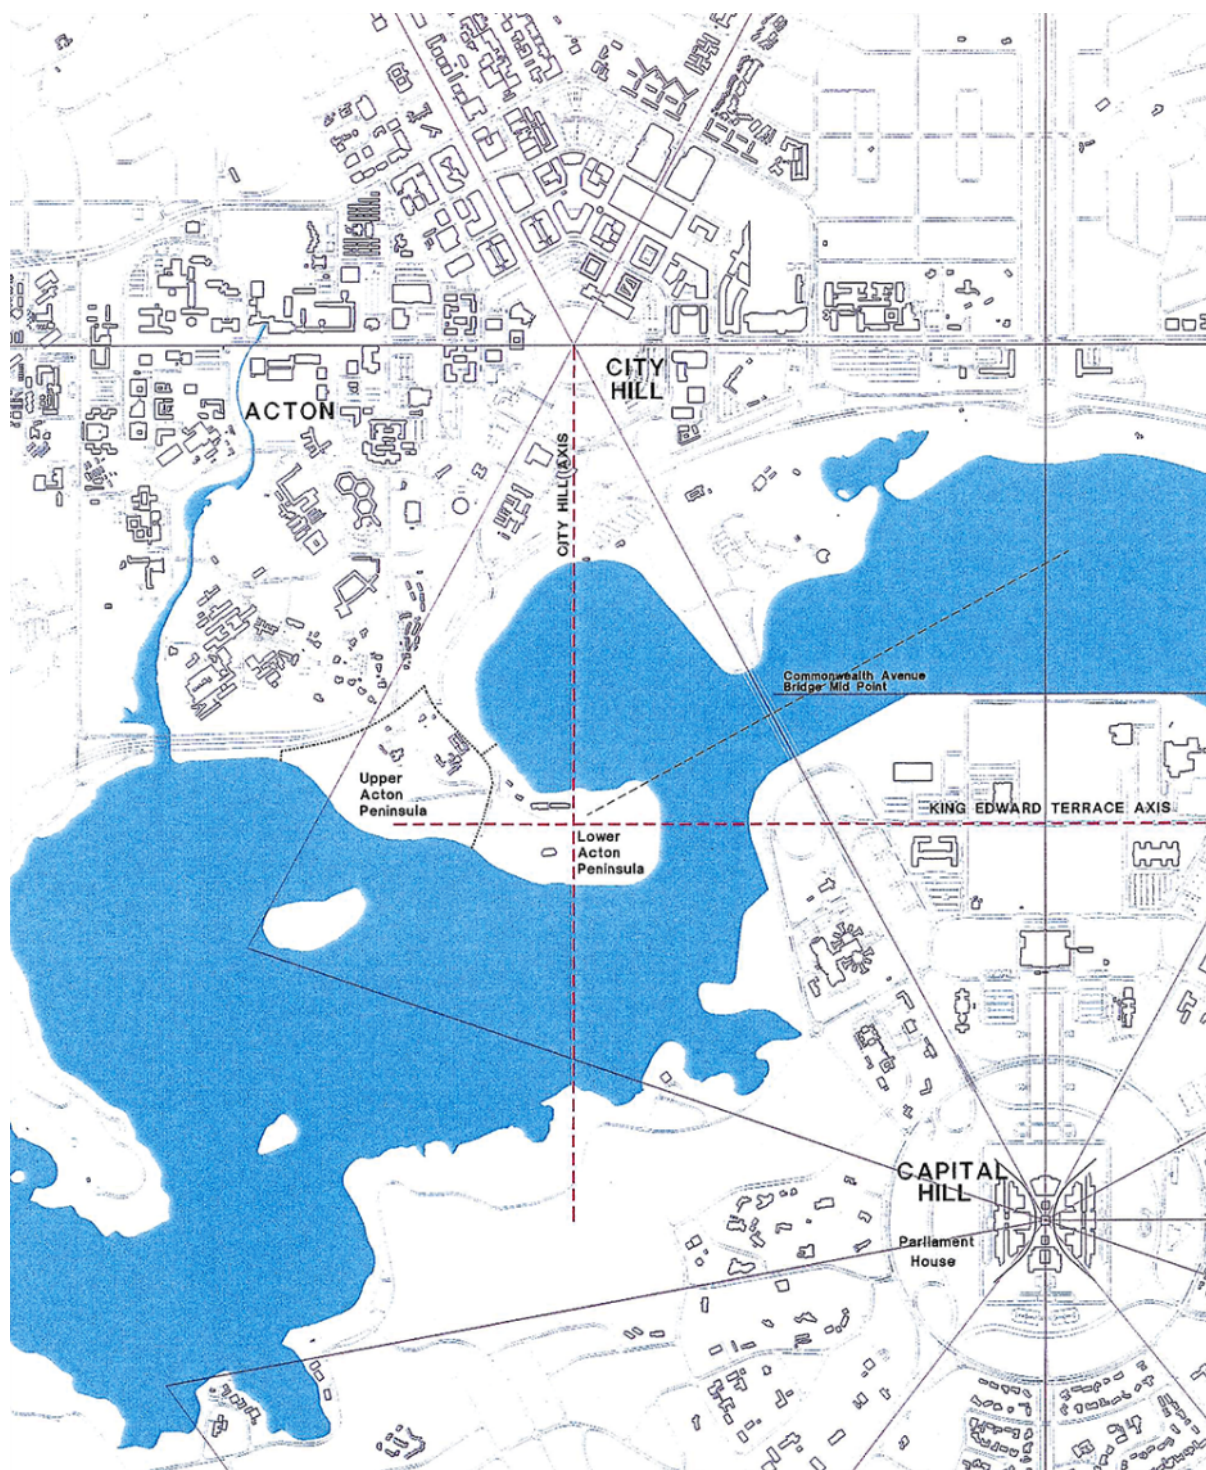 CITY
HILL
ACTON
CITY HILL AXIS
Commonwealth Avenue
Bridge Mid Point
Upper
Acton
Peninsula
KING EDWARD TERRACE AXIS
Lower
Acton
Peninsula
CAPITAL
HILL
Parliament
House